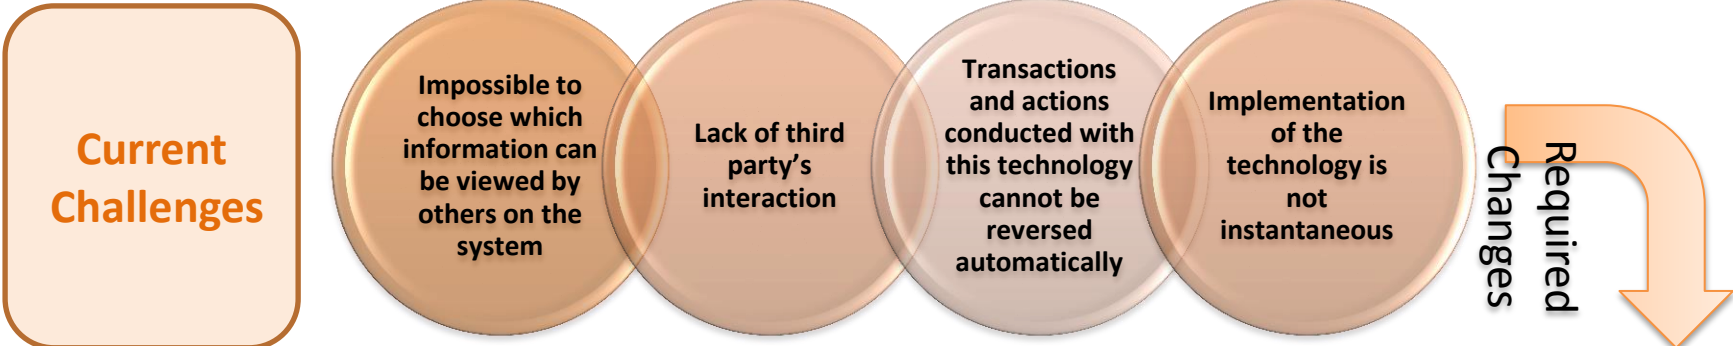 Current
Challenges
Impossible to
choose which
information can
be viewed by
others on the
system
Lack of third
party's
interaction
Transactions
and actions
conducted with
this technology
cannot be
reversed
automatically
Implementation
of the
technology is
not
instantaneous
Required
Changes